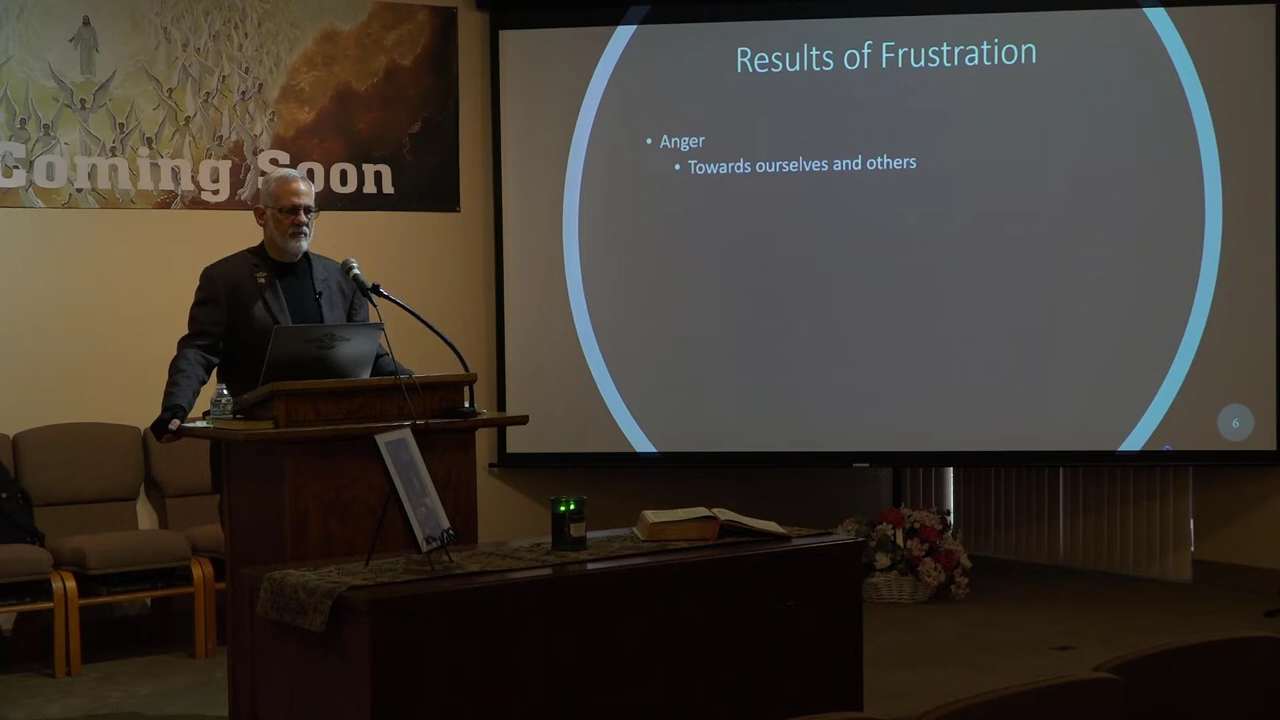 Coming Soon
Results of Frustration
• Anger
• Towards ourselves and others
6